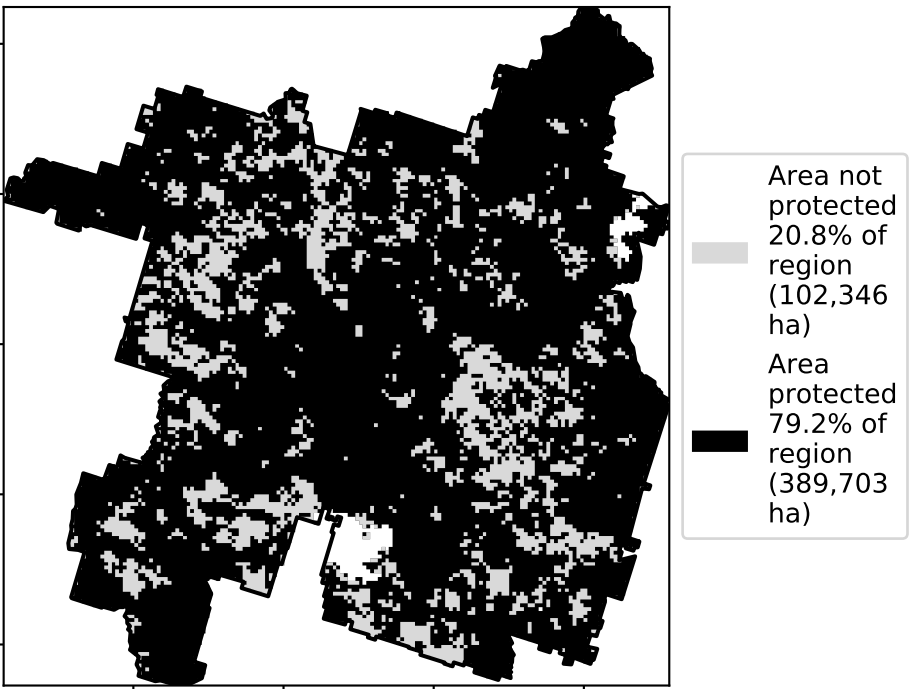 Area not
protected
20.8% of
region
(102,346
ha)
Area
protected
79.2% of
region
(389,703
ha)